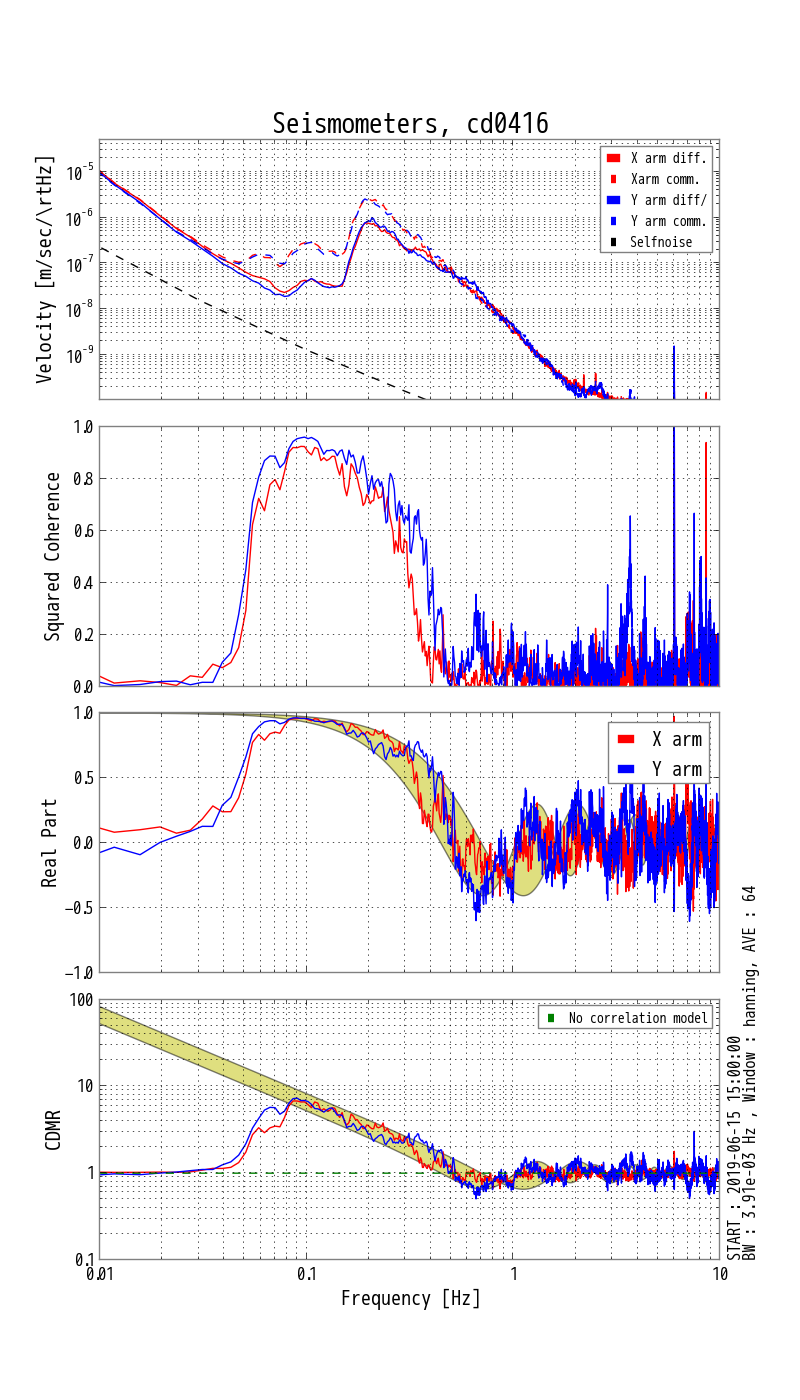 Seismometers, cd0416
Velocity [m/sec/\rtHz]
10^-5
10^-6
10^-7
10^-8
10^-9
X arm diff.
Xarm comm.
Y arm diff/
Y arm comm.
Selfnoise
Squared Coherence
1.0
0.8
0.6
0.4
0.2
0.0
Real Part
1.0
0.5
0.0
−0.5
−1.0
X arm
Y arm
CDMR
100
10
1
0.1
No correlation model
0.01
0.1
1
10
Frequency [Hz]
START : 2019-06-15 15:00:00
BW : 3.91e-03 Hz , Window : hanning, AVE : 64